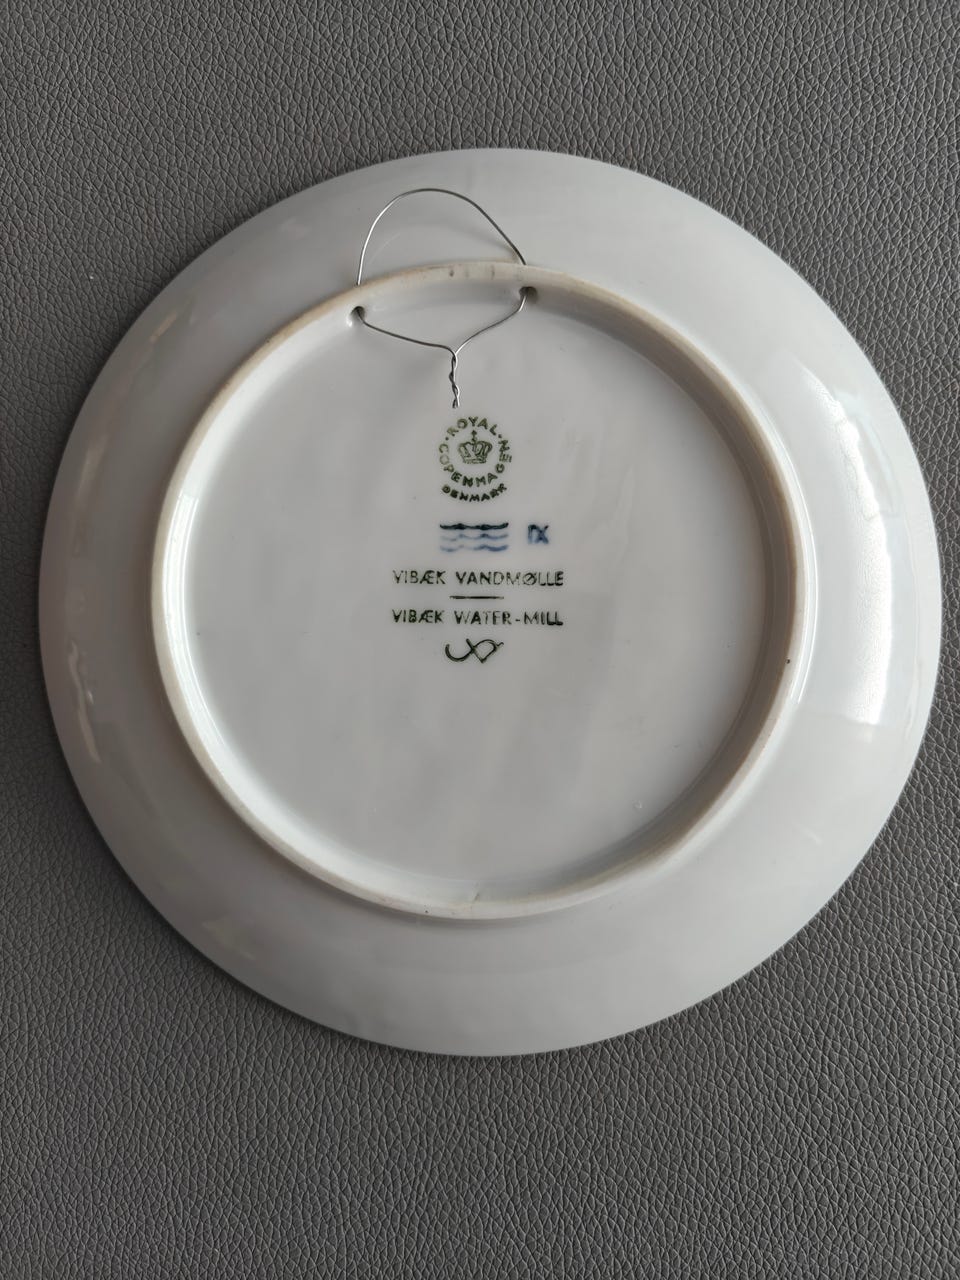 ROYAL
COPENHAGEN
DENMARK
IX
VIBÆK VANDMØLLE
VIBÆK WATER-MILL